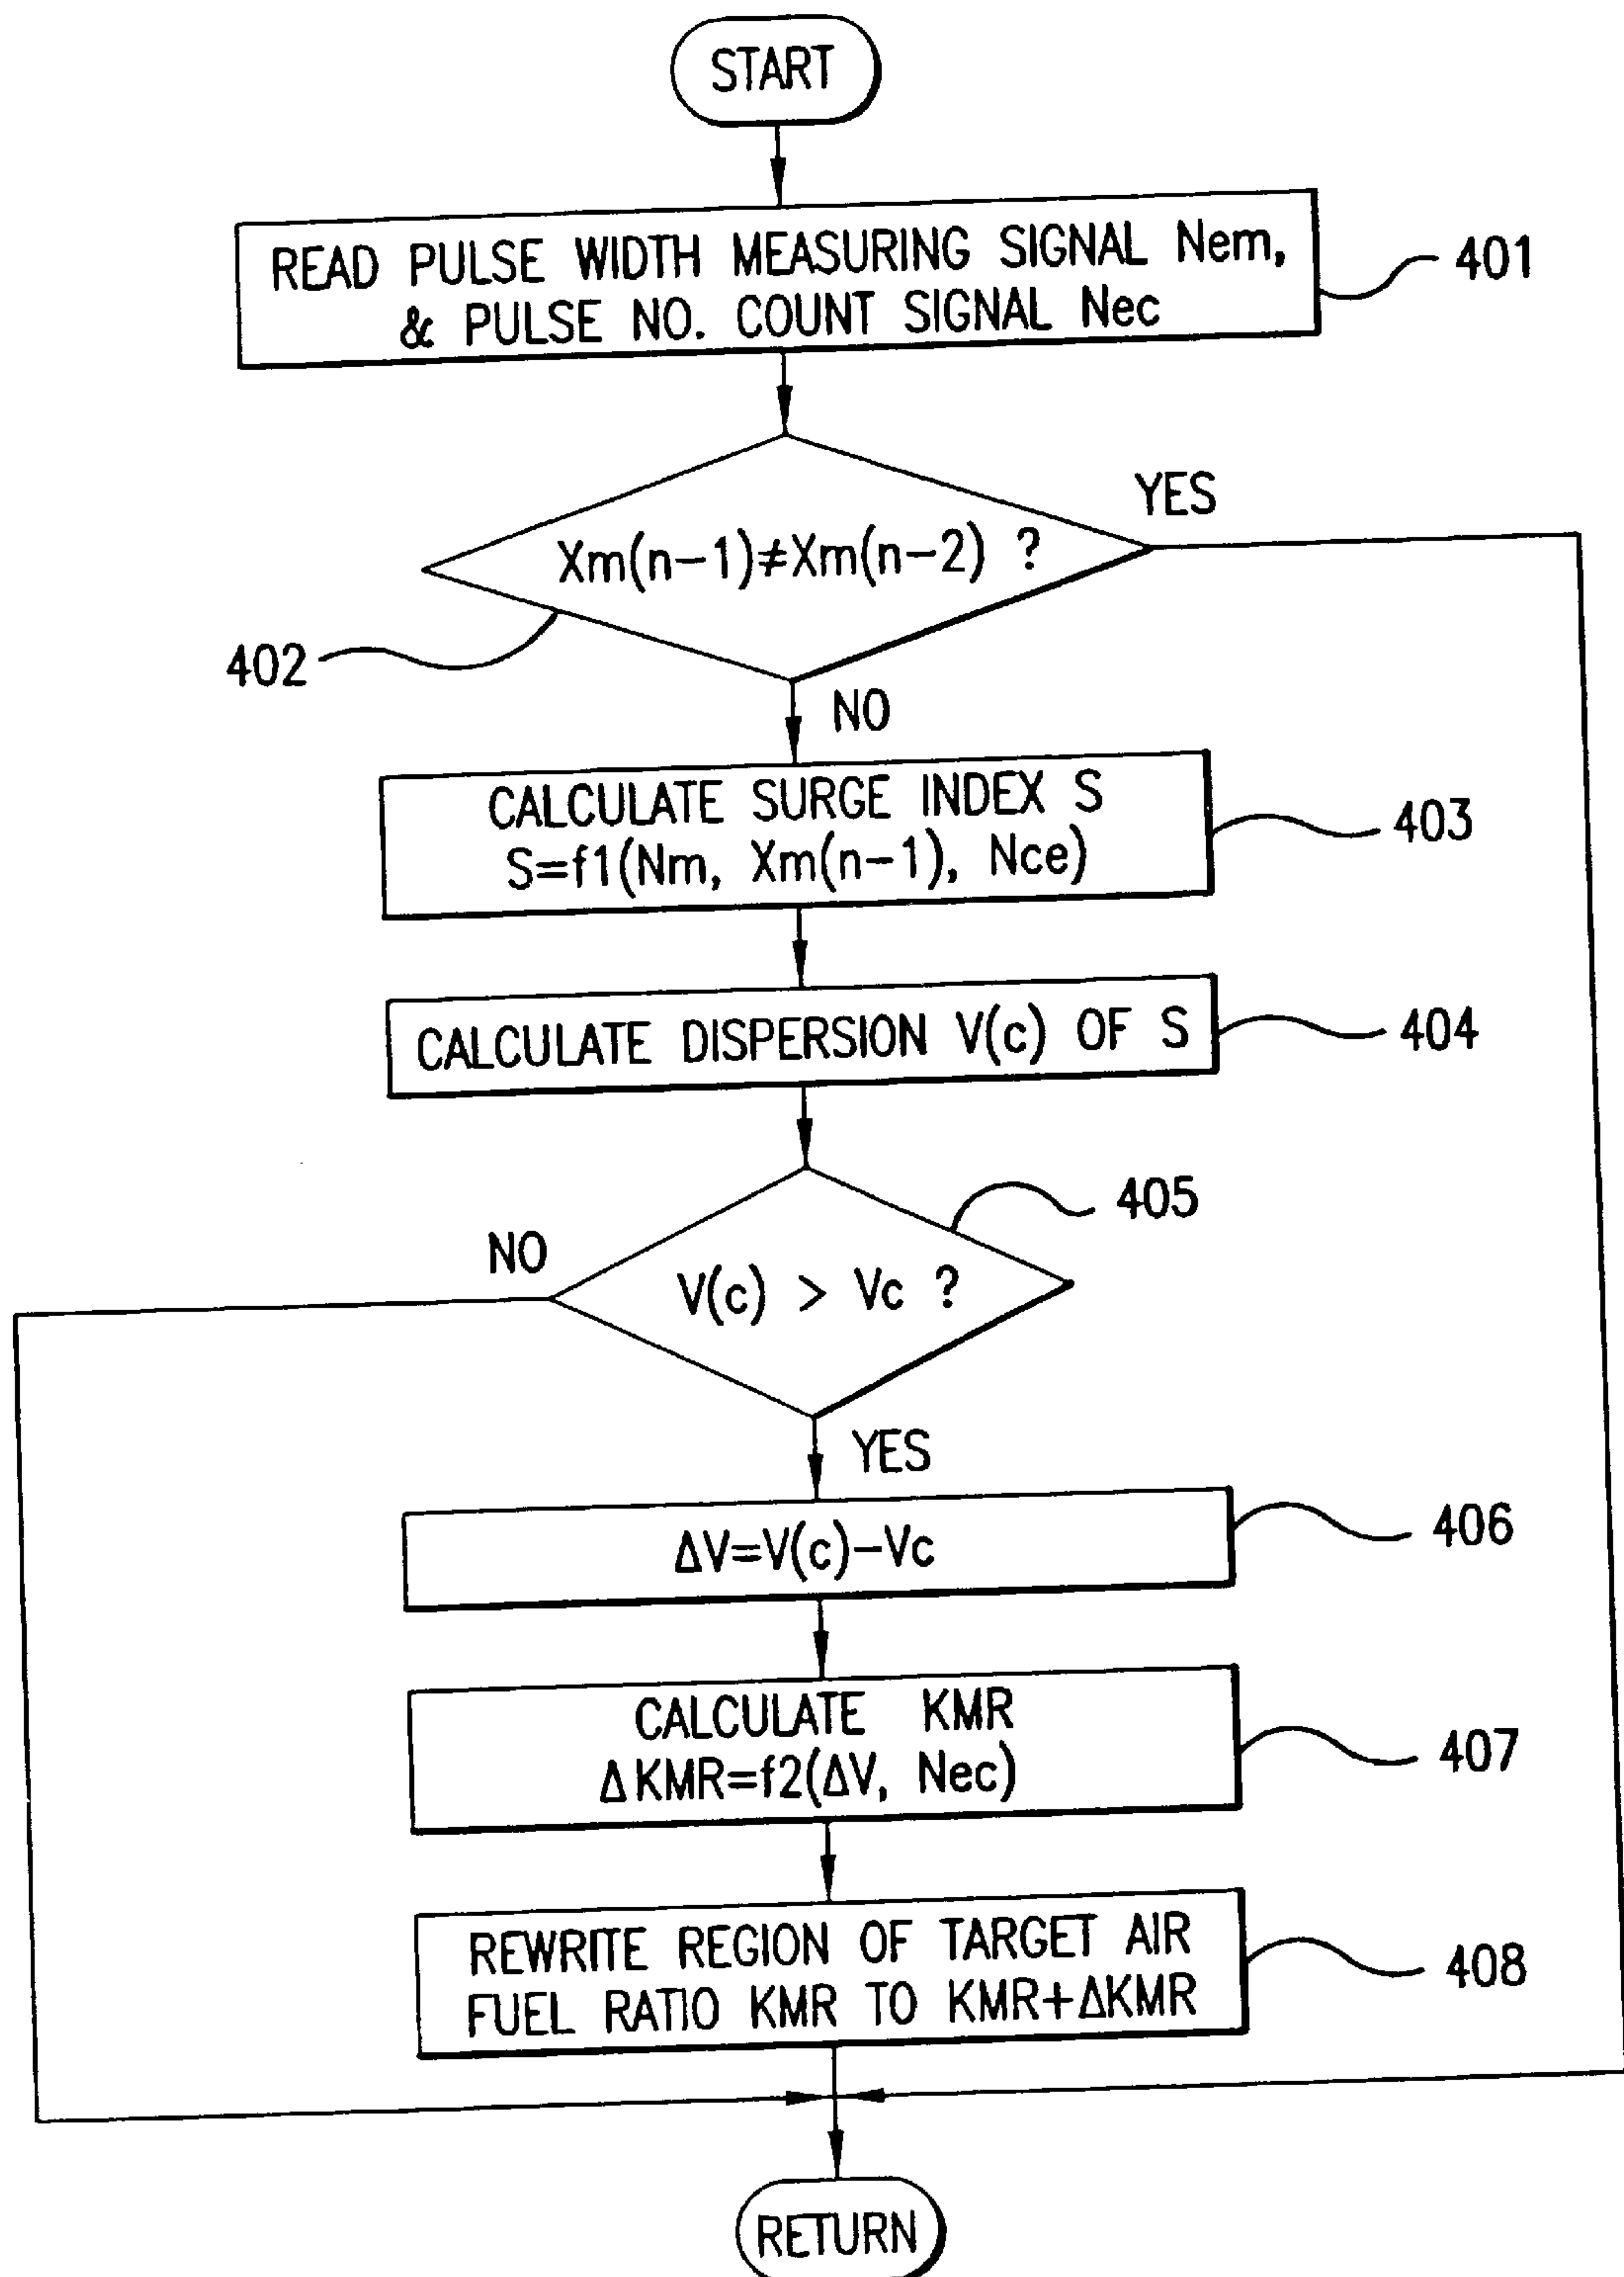 START
READ PULSE WIDTH MEASURING SIGNAL Nem,
& PULSE NO. COUNT SIGNAL Nec
401
YES
Xm(n-1)≠Xm(n-2) ?
402
NO
CALCULATE SURGE INDEX S
S=f1(Nm, Xm(n-1), Nce)
403
CALCULATE DISPERSION V(c) OF S
404
405
NO
V(c) > Vc ?
YES
ΔV=V(c)-Vc
406
CALCULATE KMR
ΔKMR=f2(ΔV, Nec)
407
REWRITE REGION OF TARGET AIR
FUEL RATIO KMR TO KMR+ΔKMR
408
RETURN